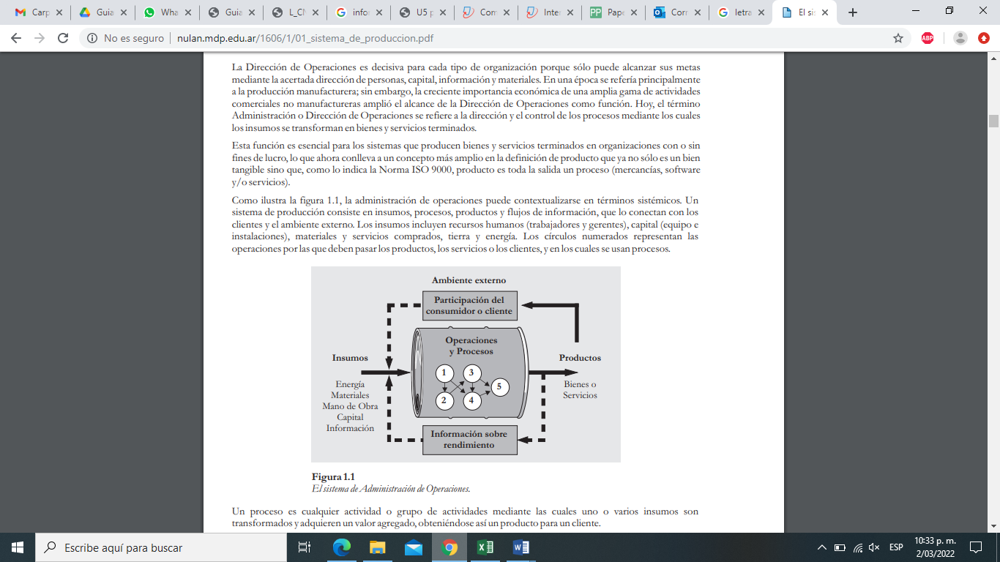 Carp
Guia
Wha
Guia
L_CN
infor
U5 p
Com
Inter
PP
Pape
Corr
letra
El sis
No es seguro
nulan.mdp.edu.ar/1606/1/01_sistema_de_produccion.pdf
ABP
La Dirección de Operaciones es decisiva para cada tipo de organización porque sólo puede alcanzar sus metas
mediante la acertada dirección de personas, capital, información y materiales. En una época se refería principalmente
a la producción manufacturera; sin embargo, la creciente importancia económica de una amplia gama de actividades
comerciales no manufactureras amplió el alcance de la Dirección de Operaciones como función. Hoy, el término
Administración o Dirección de Operaciones se refiere a la dirección y el control de los procesos mediante los cuales
los insumos se transforman en bienes y servicios terminados.
Esta función es esencial para los sistemas que producen bienes y servicios terminados en organizaciones con o sin
fines de lucro, lo que ahora conlleva a un concepto más amplio en la definición de producto que ya no sólo es un bien
tangible sino que, como lo indica la Norma ISO 9000, producto es toda la salida un proceso (mercancías, software
y/o servicios).
Como ilustra la figura 1.1, la administración de operaciones puede contextualizarse en términos sistémicos. Un
sistema de producción consiste en insumos, procesos, productos y flujos de información, que lo conectan con los
clientes y el ambiente externo. Los insumos incluyen recursos humanos (trabajadores y gerentes), capital (equipo e
instalaciones), materiales y servicios comprados, tierra y energía. Los círculos numerados representan las
operaciones por las que deben pasar los productos, los servicios o los clientes, y en los cuales se usan procesos.
Ambiente externo
Participación del
consumidor o cliente
Operaciones
y Procesos
Insumos
Productos
1
3
5
2
4
Energía
Materiales
Mano de Obra
Capital
Información
Bienes o
Servicios
Información sobre
rendimiento
Figura 1.1
El sistema de Administración de Operaciones.
Un proceso es cualquier actividad o grupo de actividades mediante las cuales uno o varios insumos son
transformados y adquieren un valor agregado, obteniéndose así un producto para un cliente.
Escribe aquí para buscar
ESP
10:33 p. m.
2/03/2022